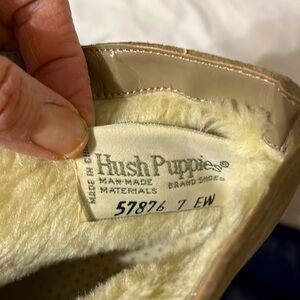 Hush Puppies®
MAN-MADE BRAND SHOES
MATERIALS
57876 7 EW
MADE IN